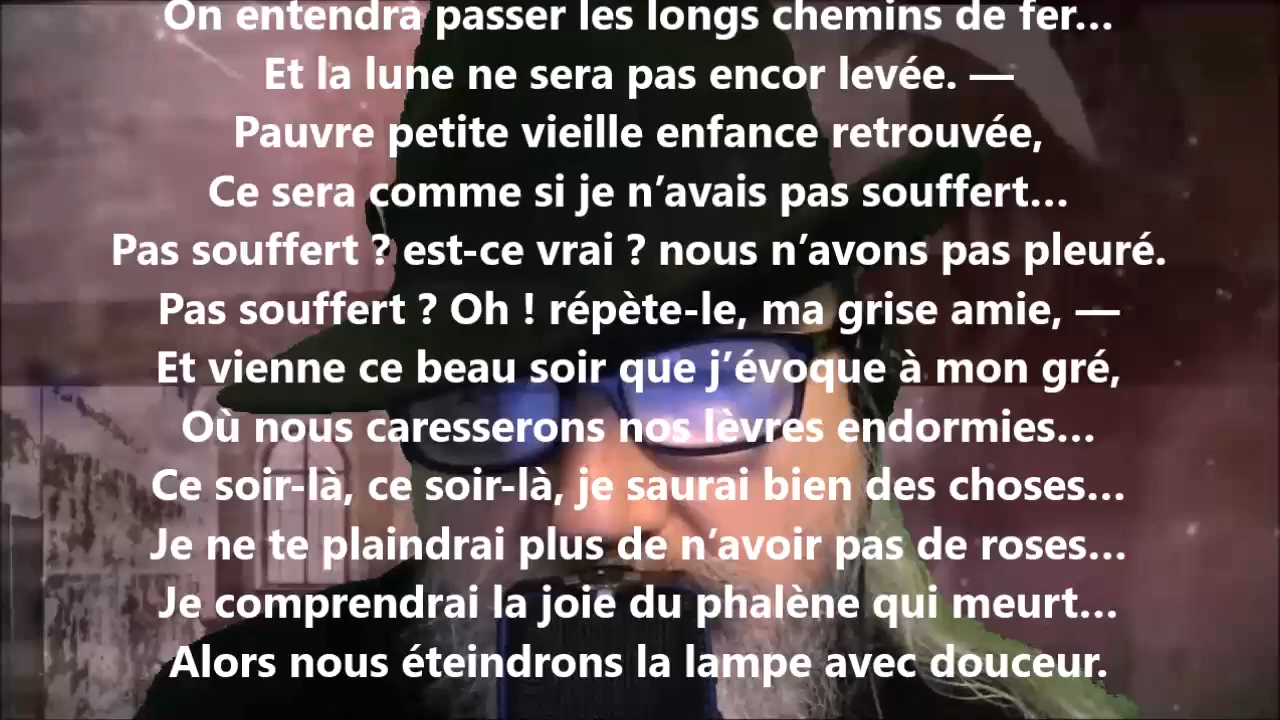 On entendra passer les longs chemins de fer…
Et la lune ne sera pas encor levée. —
Pauvre petite vieille enfance retrouvée,
Ce sera comme si je n’avais pas souffert…
Pas souffert ? est-ce vrai ? nous n’avons pas pleuré.
Pas souffert ? Oh ! répète-le, ma grise amie, —
Et vienne ce beau soir que j’évoque à mon gré,
Où nous caresserons nos lèvres endormies…
Ce soir-là, ce soir-là, je saurai bien des choses…
Je ne te plaindrai plus de n’avoir pas de roses…
Je comprendrai la joie du phalène qui meurt…
Alors nous éteindrons la lampe avec douceur.